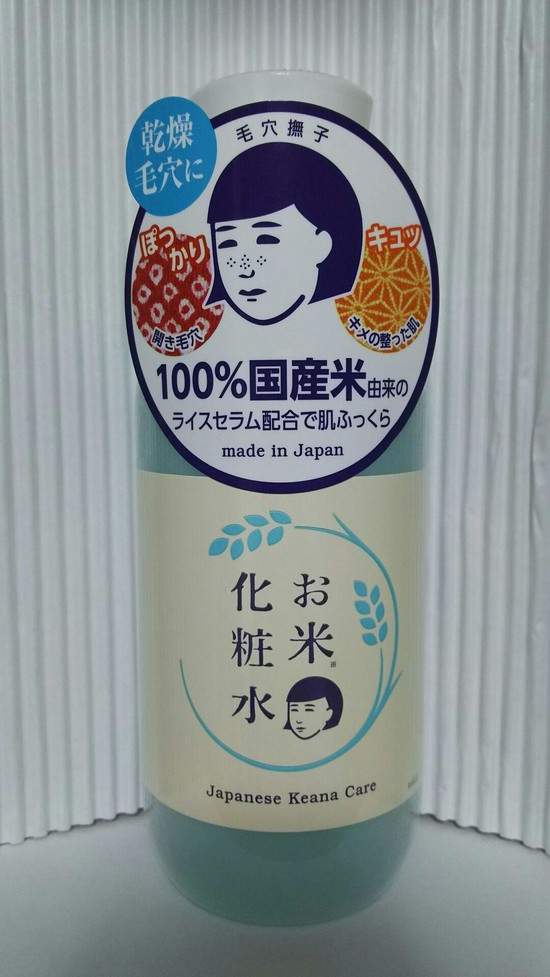 乾燥
毛穴に
毛穴撫子
ぽっ
かり
開き毛穴
キュッ
キメの整った肌
100%国産米由来の
ライスセラム配合で肌ふっくら
made in Japan
お米※
化粧水
Japanese Keana Care